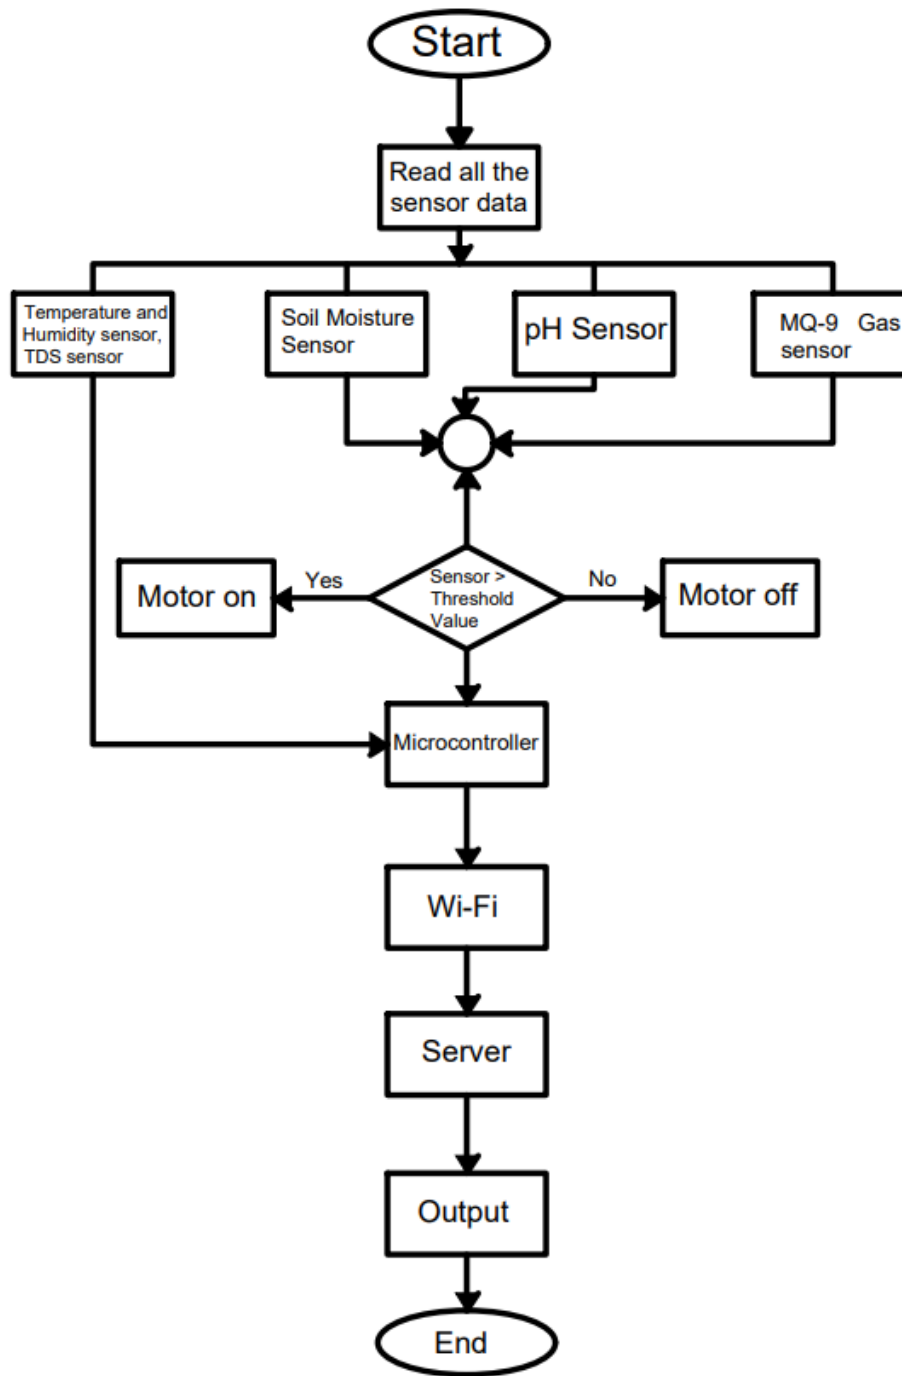 Start
Read all the
sensor data
Temperature and
Humidity sensor,
TDS sensor
Soil Moisture
Sensor
pH Sensor
MQ-9 Gas
sensor
Motor on
Yes
Sensor >
Threshold
Value
No
Motor off
Microcontroller
Wi-Fi
Server
Output
End